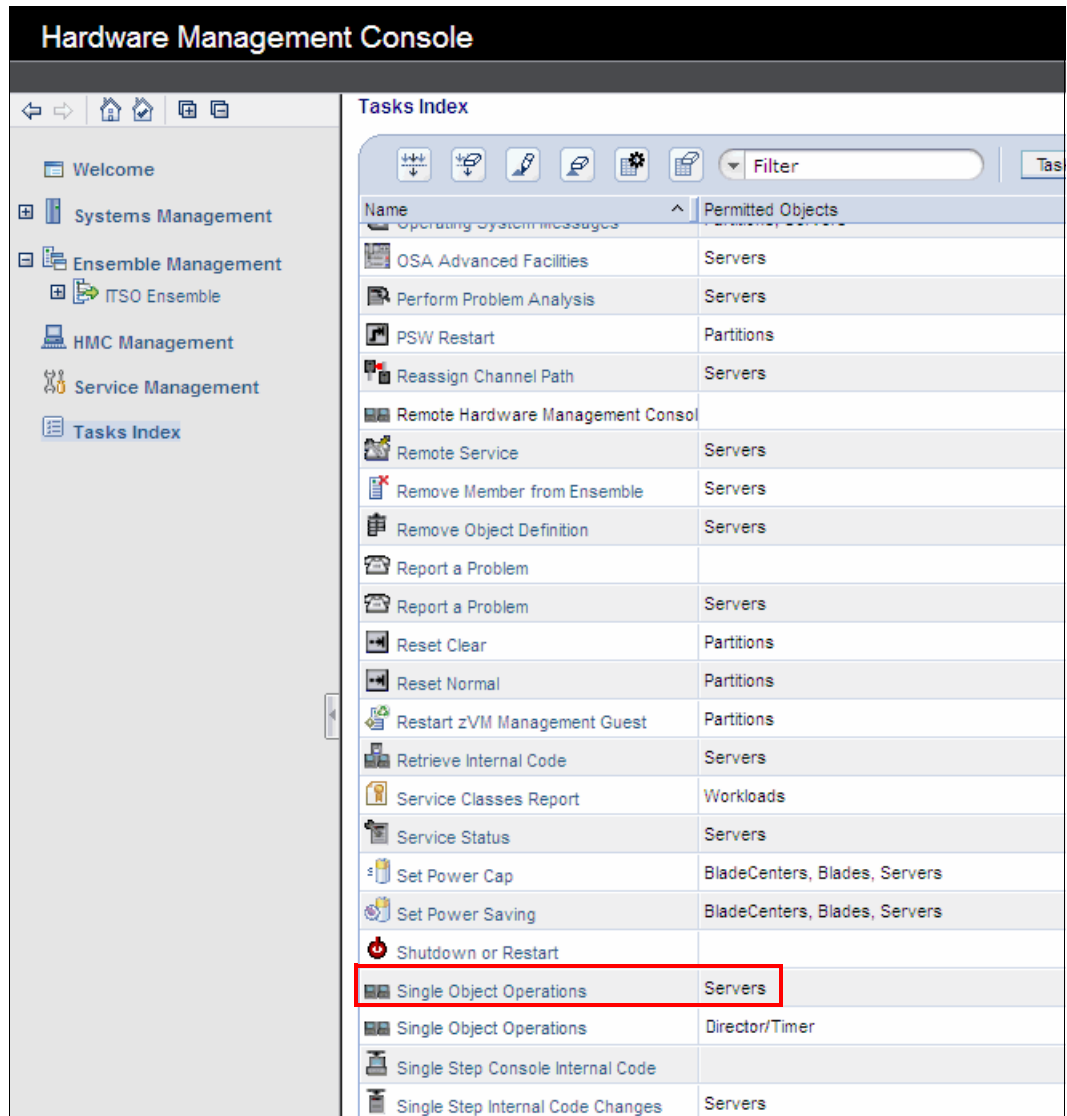 Hardware Management Console
Tasks Index
Welcome
Systems Management
Ensemble Management
ITSO Ensemble
HMC Management
Service Management
Tasks Index
Filter
Name Permitted Objects
Operating System Messages Partitions, Servers
OSA Advanced Facilities Servers
Perform Problem Analysis Servers
PSW Restart Partitions
Reassign Channel Path Servers
Remote Hardware Management Consol
Remote Service Servers
Remove Member from Ensemble Servers
Remove Object Definition Servers
Report a Problem
Report a Problem Servers
Reset Clear Partitions
Reset Normal Partitions
Restart zVM Management Guest Partitions
Retrieve Internal Code Servers
Service Classes Report Workloads
Service Status Servers
Set Power Cap BladeCenters, Blades, Servers
Set Power Saving BladeCenters, Blades, Servers
Shutdown or Restart
Single Object Operations Servers
Single Object Operations Director/Timer
Single Step Console Internal Code
Single Step Internal Code Changes Servers